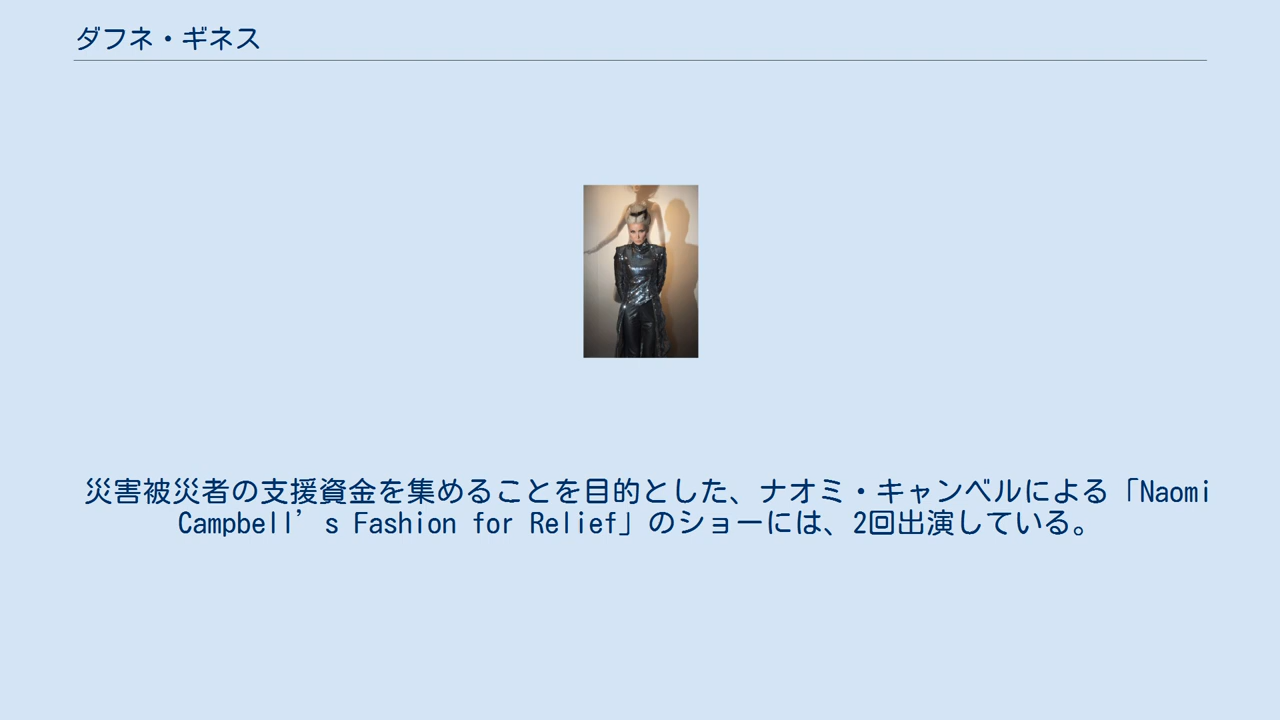 ダフネ・ギネス
災害被災者の支援資金を集めることを目的とした、ナオミ・キャンベルによる「Naomi
Campbell’s Fashion for Relief」のショーには、2回出演している。